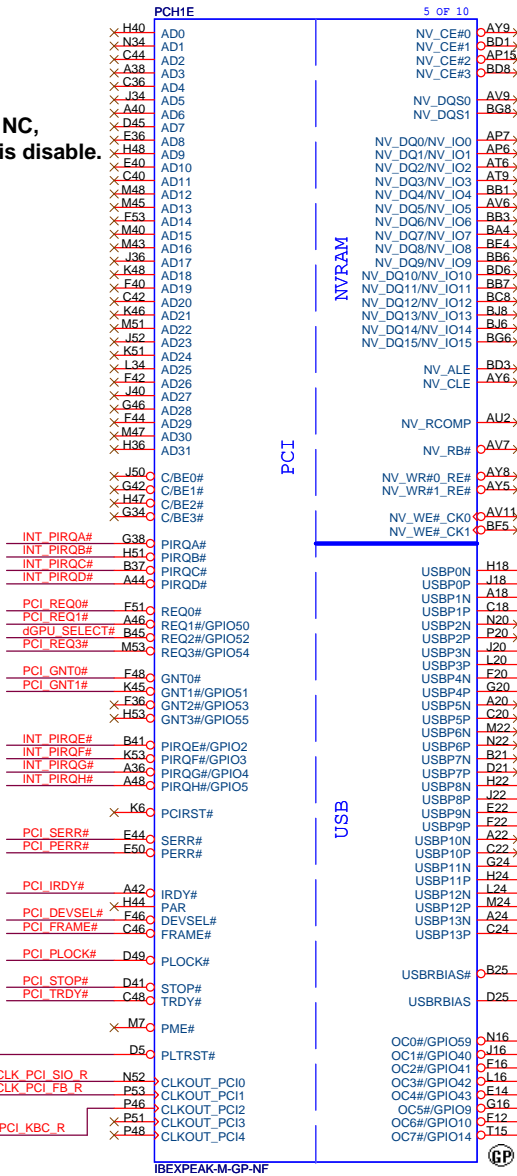 PCH1E
5 OF 10
NC,
is disable.
H40 AD0
N34 AD1
C44 AD2
A38 AD3
C36 AD4
J34 AD5
A40 AD6
D45 AD7
E36 AD8
H48 AD9
E40 AD10
C40 AD11
M48 AD12
M45 AD13
F53 AD14
M40 AD15
M43 AD16
J36 AD17
K48 AD18
F40 AD19
C42 AD20
K46 AD21
M51 AD22
J52 AD23
K51 AD24
L34 AD25
F42 AD26
J40 AD27
G46 AD28
F44 AD29
M47 AD30
H36 AD31
J50 C/BE0#
G42 C/BE1#
H47 C/BE2#
G34 C/BE3#
INT_PIRQA# G38 PIRQA#
INT_PIRQB# H51 PIRQB#
INT_PIRQC# B37 PIRQC#
INT_PIRQD# A44 PIRQD#
PCI_REQ0# F51 REQ0#
PCI_REQ1# A46 REQ1#/GPIO50
dGPU_SELECT# B45 REQ2#/GPIO52
PCI_REQ3# M53 REQ3#/GPIO54
PCI_GNT0# F48 GNT0#
PCI_GNT1# K45 GNT1#/GPIO51
F36 GNT2#/GPIO53
H53 GNT3#/GPIO55
INT_PIRQE# B41 PIRQE#/GPIO2
INT_PIRQF# K53 PIRQF#/GPIO3
INT_PIRQG# A36 PIRQG#/GPIO4
INT_PIRQH# A48 PIRQH#/GPIO5
K6 PCIRST#
PCI_SERR# E44 SERR#
PCI_PERR# E50 PERR#
PCI_IRDY# A42 IRDY#
H44 PAR
PCI_DEVSEL# F46 DEVSEL#
PCI_FRAME# C46 FRAME#
PCI_PLOCK# D49 PLOCK#
PCI_STOP# D41 STOP#
PCI_TRDY# C48 TRDY#
M7 PME#
D5 PLTRST#
CLK_PCI_SIO_R N52 CLKOUT_PCI0
CLK_PCI_FB_R P53 CLKOUT_PCI1
P46 CLKOUT_PCI2
PCI_KBC_R P51 CLKOUT_PCI3
P48 CLKOUT_PCI4
PCI
NVRAM
USB
NV_CE#0 AY9
NV_CE#1 BD1
NV_CE#2 AP15
NV_CE#3 BD8
NV_DQS0 AV9
NV_DQS1 BG8
NV_DQ0/NV_IO0 AP7
NV_DQ1/NV_IO1 AP6
NV_DQ2/NV_IO2 AT6
NV_DQ3/NV_IO3 AT9
NV_DQ4/NV_IO4 BB1
NV_DQ5/NV_IO5 AV6
NV_DQ6/NV_IO6 BB3
NV_DQ7/NV_IO7 BA4
NV_DQ8/NV_IO8 BE4
NV_DQ9/NV_IO9 BB6
NV_DQ10/NV_IO10 BD6
NV_DQ11/NV_IO11 BB7
NV_DQ12/NV_IO12 BC8
NV_DQ13/NV_IO13 BJ8
NV_DQ14/NV_IO14 BJ6
NV_DQ15/NV_IO15 BG6
NV_ALE BD3
NV_CLE AY6
NV_RCOMP AU2
NV_RB# AV7
NV_WR#0_RE# AY8
NV_WR#1_RE# AY5
NV_WE#_CK0 AV11
NV_WE#_CK1 BF5
USBP0N H18
USBP0P J18
USBP1N A18
USBP1P C18
USBP2N N20
USBP2P P20
USBP3N J20
USBP3P L20
USBP4N F20
USBP4P G20
USBP5N A20
USBP5P C20
USBP6N M22
USBP6P N22
USBP7N B21
USBP7P D21
USBP8N H22
USBP8P J22
USBP9N E22
USBP9P F22
USBP10N A22
USBP10P C22
USBP11N G24
USBP11P H24
USBP12N L24
USBP12P M24
USBP13N A24
USBP13P C24
USBRBIAS# B25
USBRBIAS D25
OC0#/GPIO59 N16
OC1#/GPIO40 J16
OC2#/GPIO41 F16
OC3#/GPIO42 L16
OC4#/GPIO43 E14
OC5#/GPIO9 G16
OC6#/GPIO10 F12
OC7#/GPIO14 T15
GP
IBEXPEAK-M-GP-NF